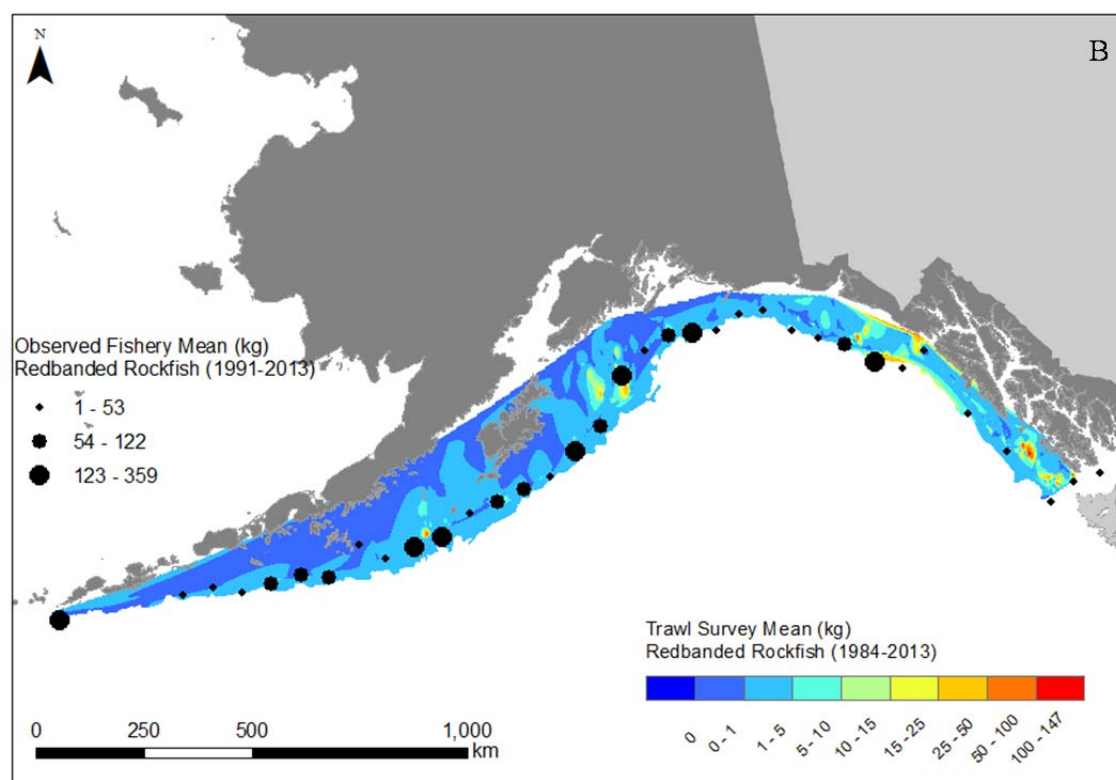 N
B
Observed Fishery Mean (kg)
Redbanded Rockfish (1991-2013)
1 - 53
54 - 122
123 - 359
Trawl Survey Mean (kg)
Redbanded Rockfish (1984-2013)
0
0 - 1
1 - 5
5 - 10
10 - 15
15 - 25
25 - 50
50 - 100
100 - 147
0 250 500 1,000
km